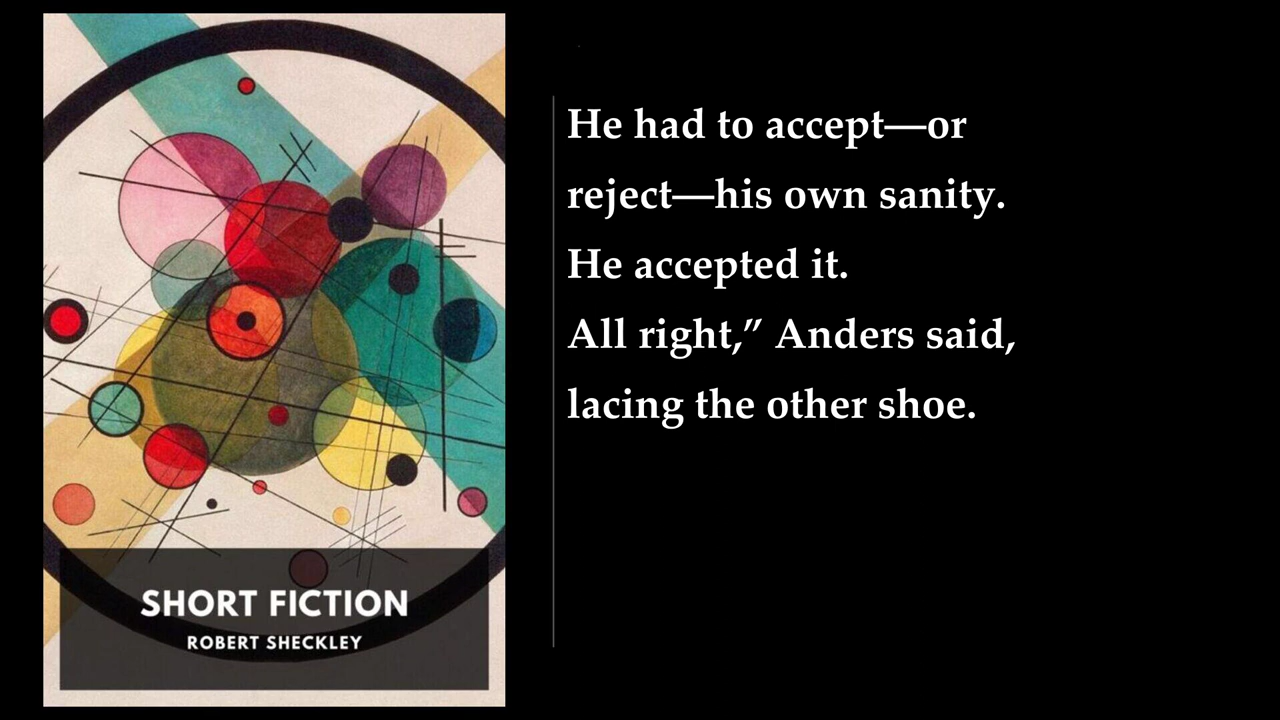 He had to accept—or
reject—his own sanity.
He accepted it.
All right,” Anders said,
lacing the other shoe.
SHORT FICTION
ROBERT SHECKLEY